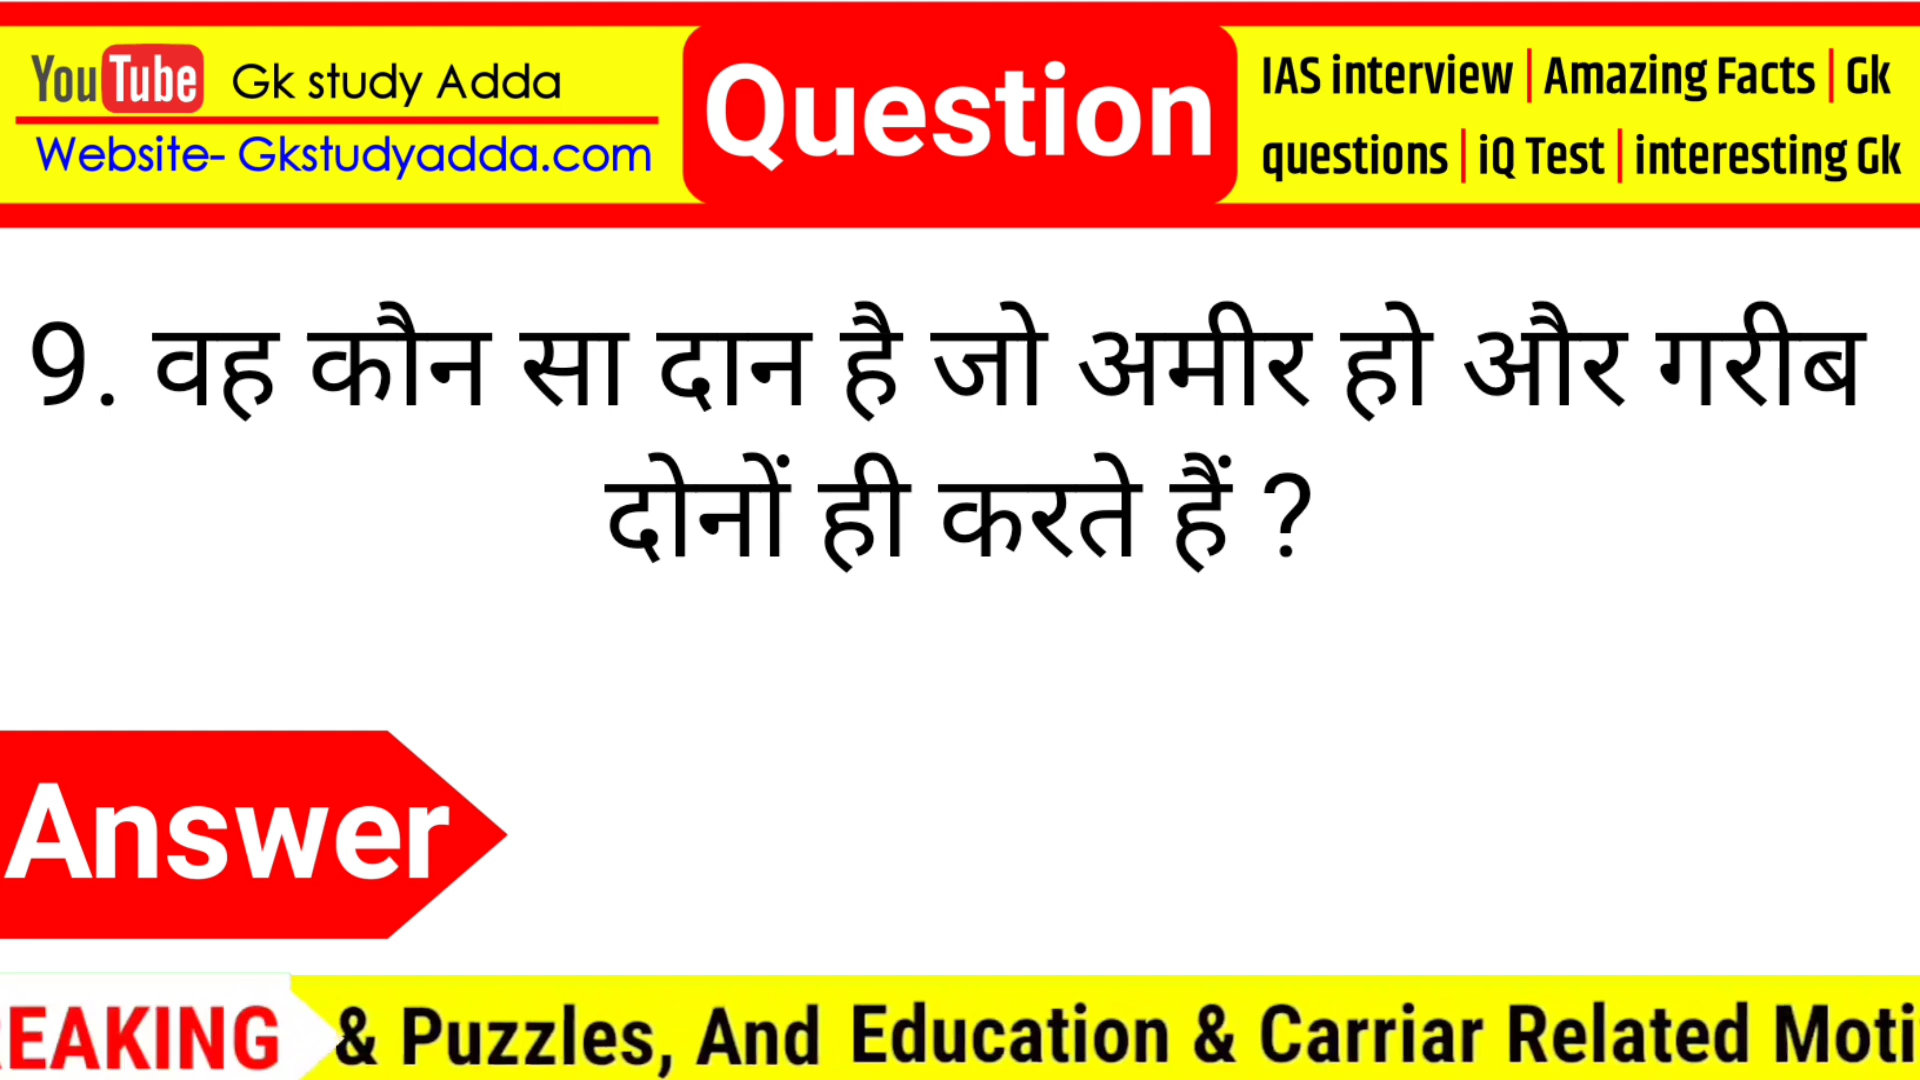 YouTube Gk study Adda
Website- Gkstudyadda.com
Question
IAS interview | Amazing Facts | Gk
questions | iQ Test | interesting Gk
9. वह कौन सा दान है जो अमीर हो और गरीब
दोनों ही करते हैं ?
Answer
EAKING & Puzzles, And Education & Carriar Related Moti